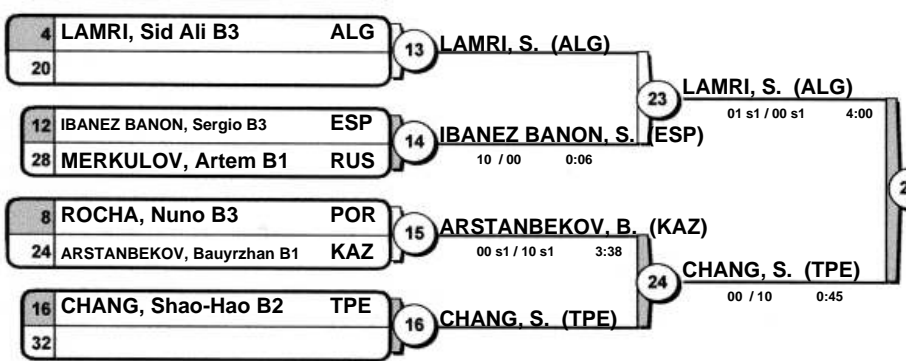 4 LAMRI, Sid Ali B3 ALG
20
13
LAMRI, S. (ALG)
12 IBANEZ BANON, Sergio B3 ESP
28 MERKULOV, Artem B1 RUS
14
IBANEZ BANON, S. (ESP)
10 / 00 0:06
23
LAMRI, S. (ALG)
01 s1 / 00 s1 4:00
8 ROCHA, Nuno B3 POR
24 ARSTANBEKOV, Bauyrzhan B1 KAZ
15
ARSTANBEKOV, B. (KAZ)
00 s1 / 10 s1 3:38
16 CHANG, Shao-Hao B2 TPE
32
16
CHANG, S. (TPE)
24
CHANG, S. (TPE)
00 / 10 0:45